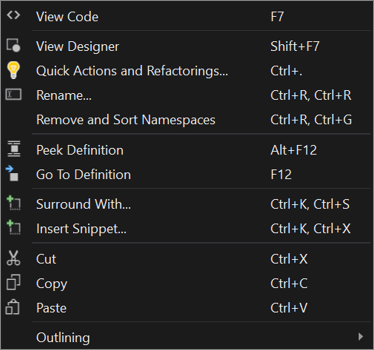 View Code F7
View Designer Shift+F7
Quick Actions and Refactorings... Ctrl+.
Rename... Ctrl+R, Ctrl+R
Remove and Sort Namespaces Ctrl+R, Ctrl+G
Peek Definition Alt+F12
Go To Definition F12
Surround With... Ctrl+K, Ctrl+S
Insert Snippet... Ctrl+K, Ctrl+X
Cut Ctrl+X
Copy Ctrl+C
Paste Ctrl+V
Outlining